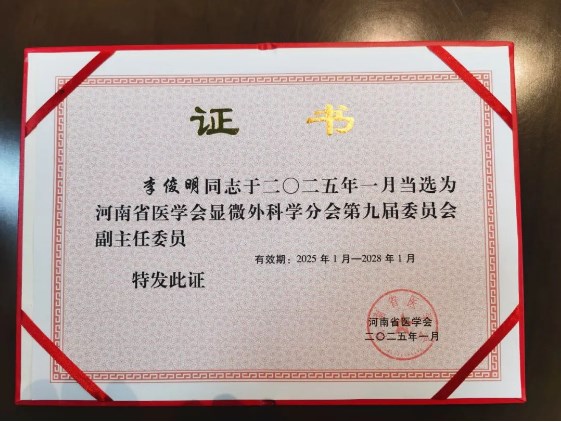 证 书
李俊明同志于二〇二五年一月当选为
河南省医学会显微外科学分会第九届委员会
副主任委员
有效期：2025年1月—2028年1月
特发此证
河南省医学会
二〇二五年一月